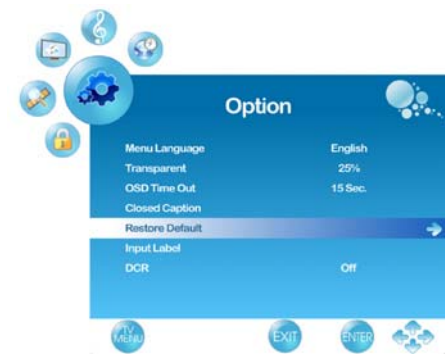 Option
Menu Language English
Transparent 25%
OSD Time Out 15 Sec.
Closed Caption
Restore Default
Input Label
DCR Off
TV
MENU
EXIT
ENTER